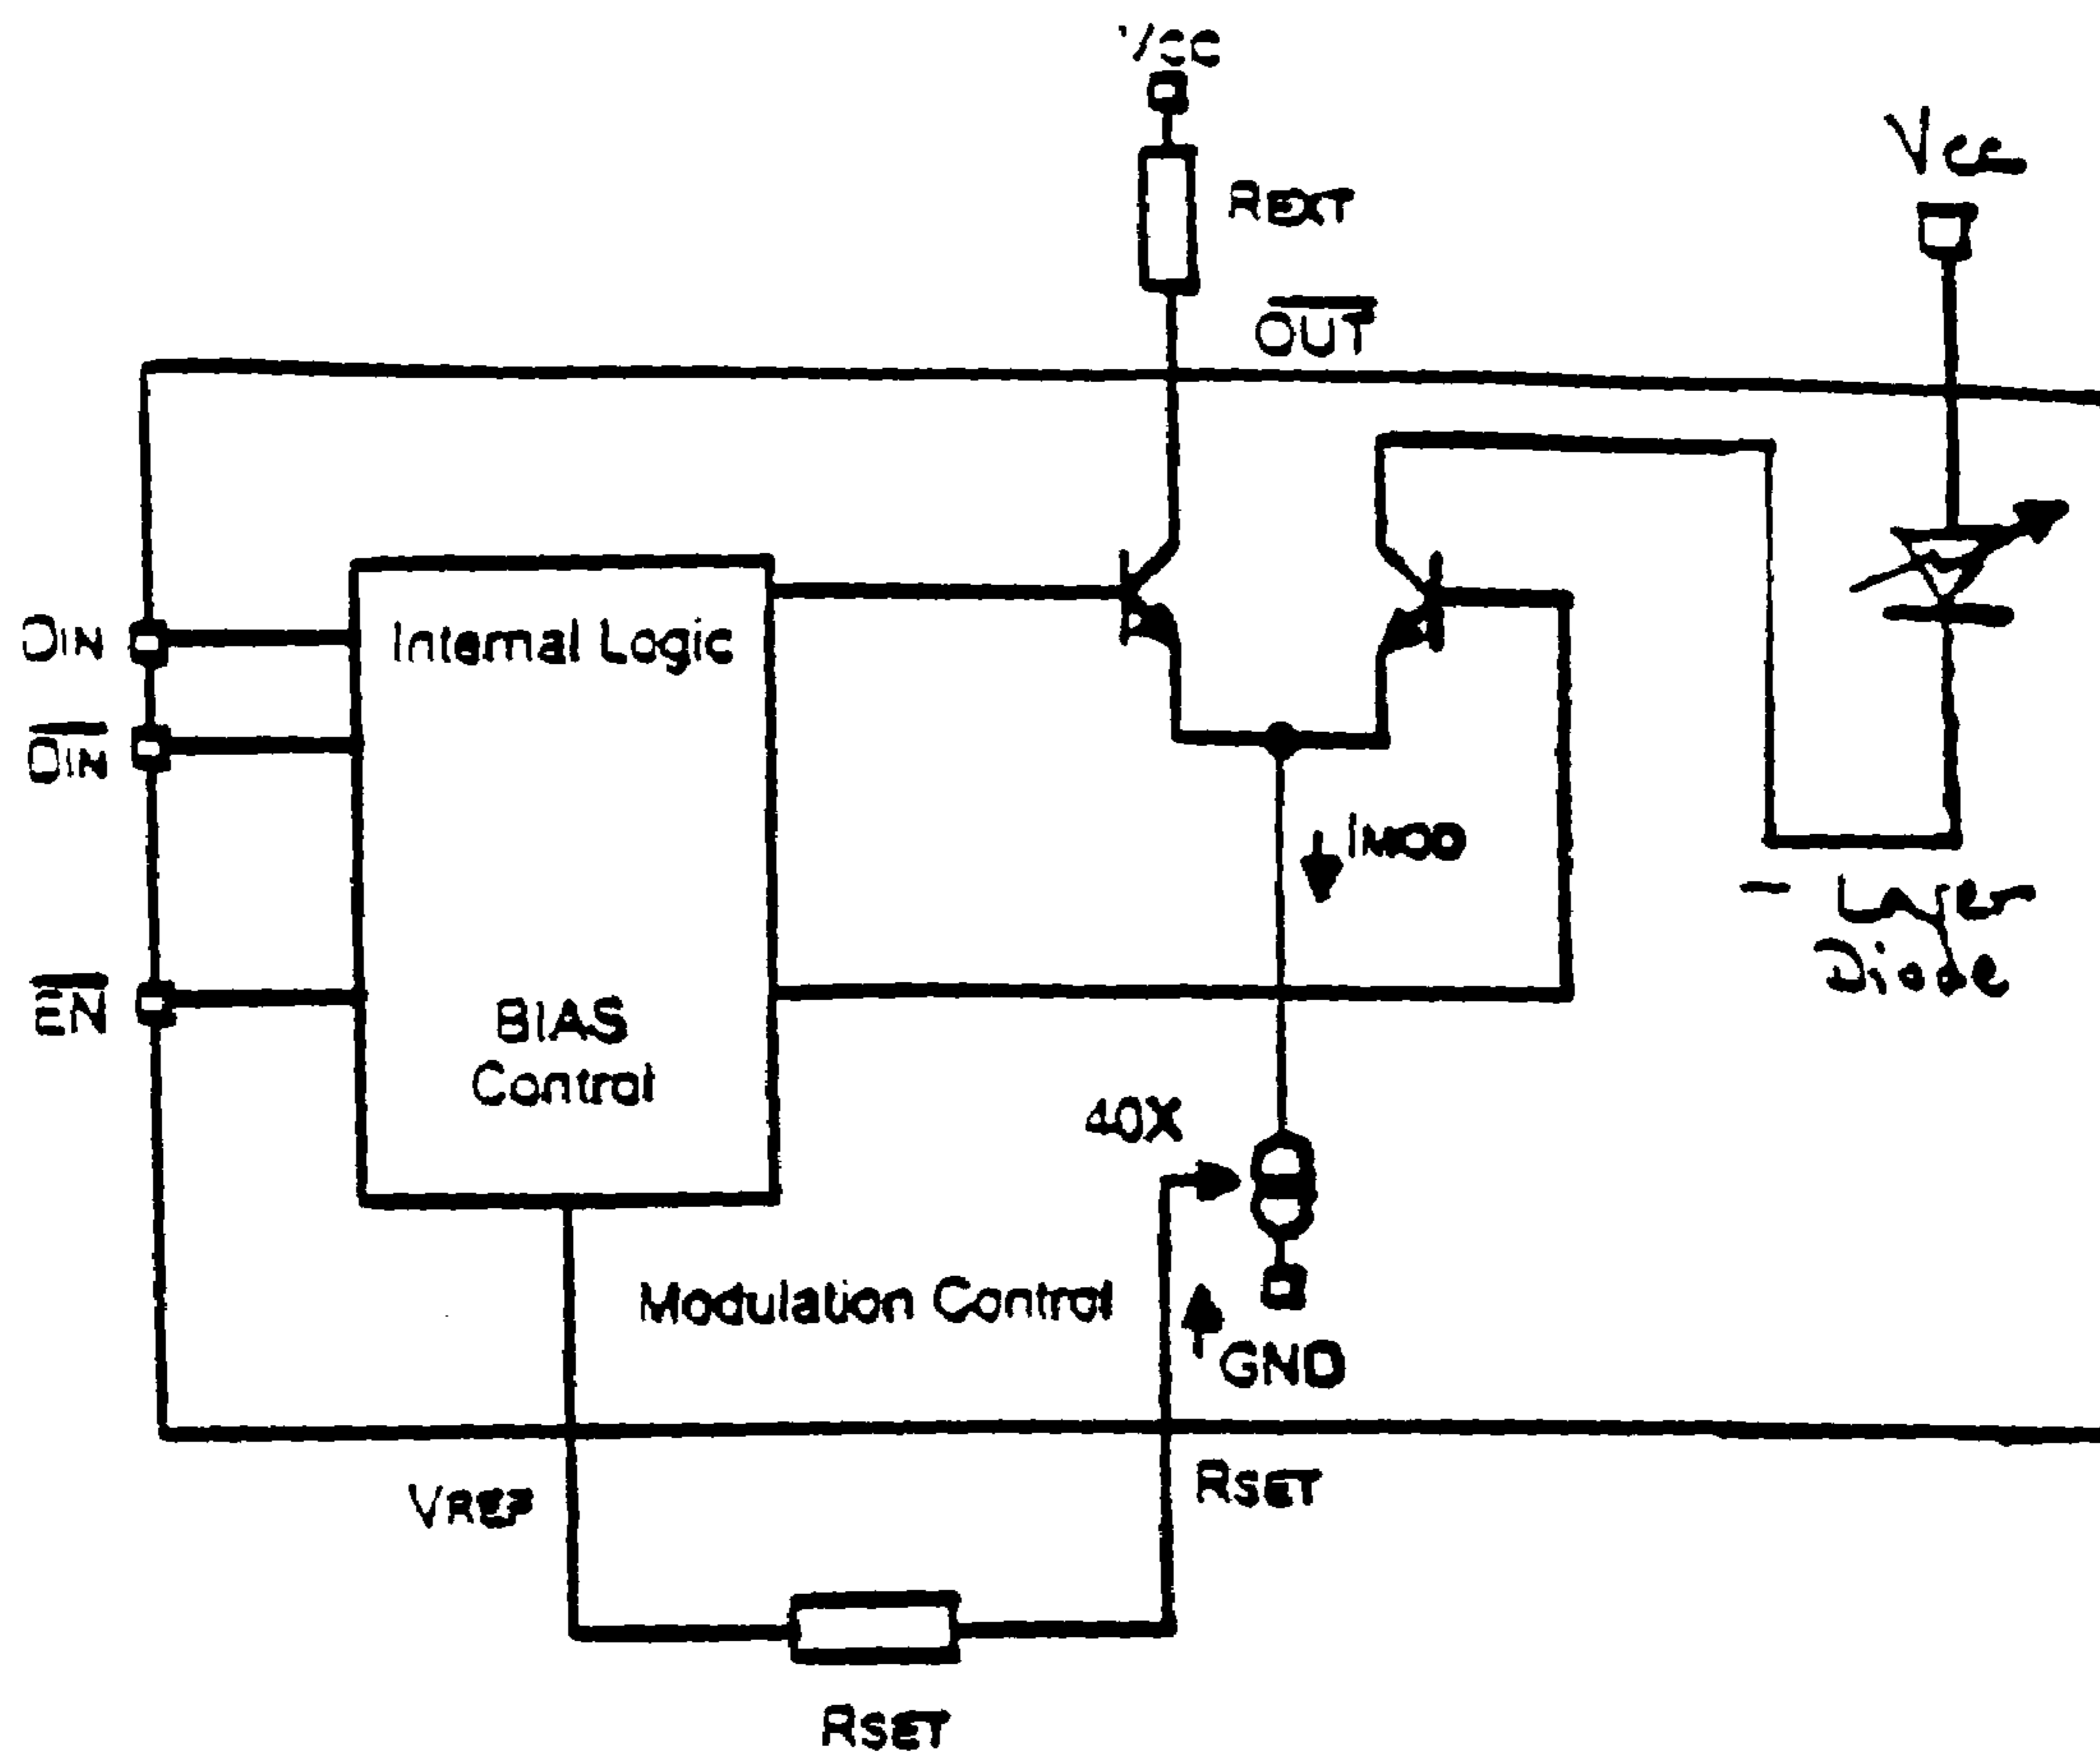 VCC
REXT
Vcc
OUT
DIN
Internal Logic
DIN
IMOD
Laser
Diode
EN
BIAS
Control
40X
Modulation Control
GND
VREF
RSET
RSET